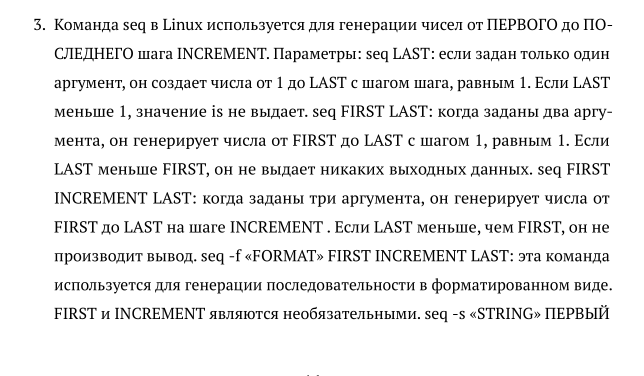 3. Команда seq в Linux используется для генерации чисел от ПЕРВОГО до ПО-
СЛЕДНЕГО шага INCREMENT. Параметры: seq LAST: если задан только один
аргумент, он создает числа от 1 до LAST с шагом шага, равным 1. Если LAST
меньше 1, значение is не выдает. seq FIRST LAST: когда заданы два аргу-
мента, он генерирует числа от FIRST до LAST с шагом 1, равным 1. Если
LAST меньше FIRST, он не выдает никаких выходных данных. seq FIRST
INCREMENT LAST: когда заданы три аргумента, он генерирует числа от
FIRST до LAST на шаге INCREMENT . Если LAST меньше, чем FIRST, он не
производит вывод. seq -f «FORMAT» FIRST INCREMENT LAST: эта команда
используется для генерации последовательности в форматированном виде.
FIRST и INCREMENT являются необязательными. seq -s «STRING» ПЕРВЫЙ